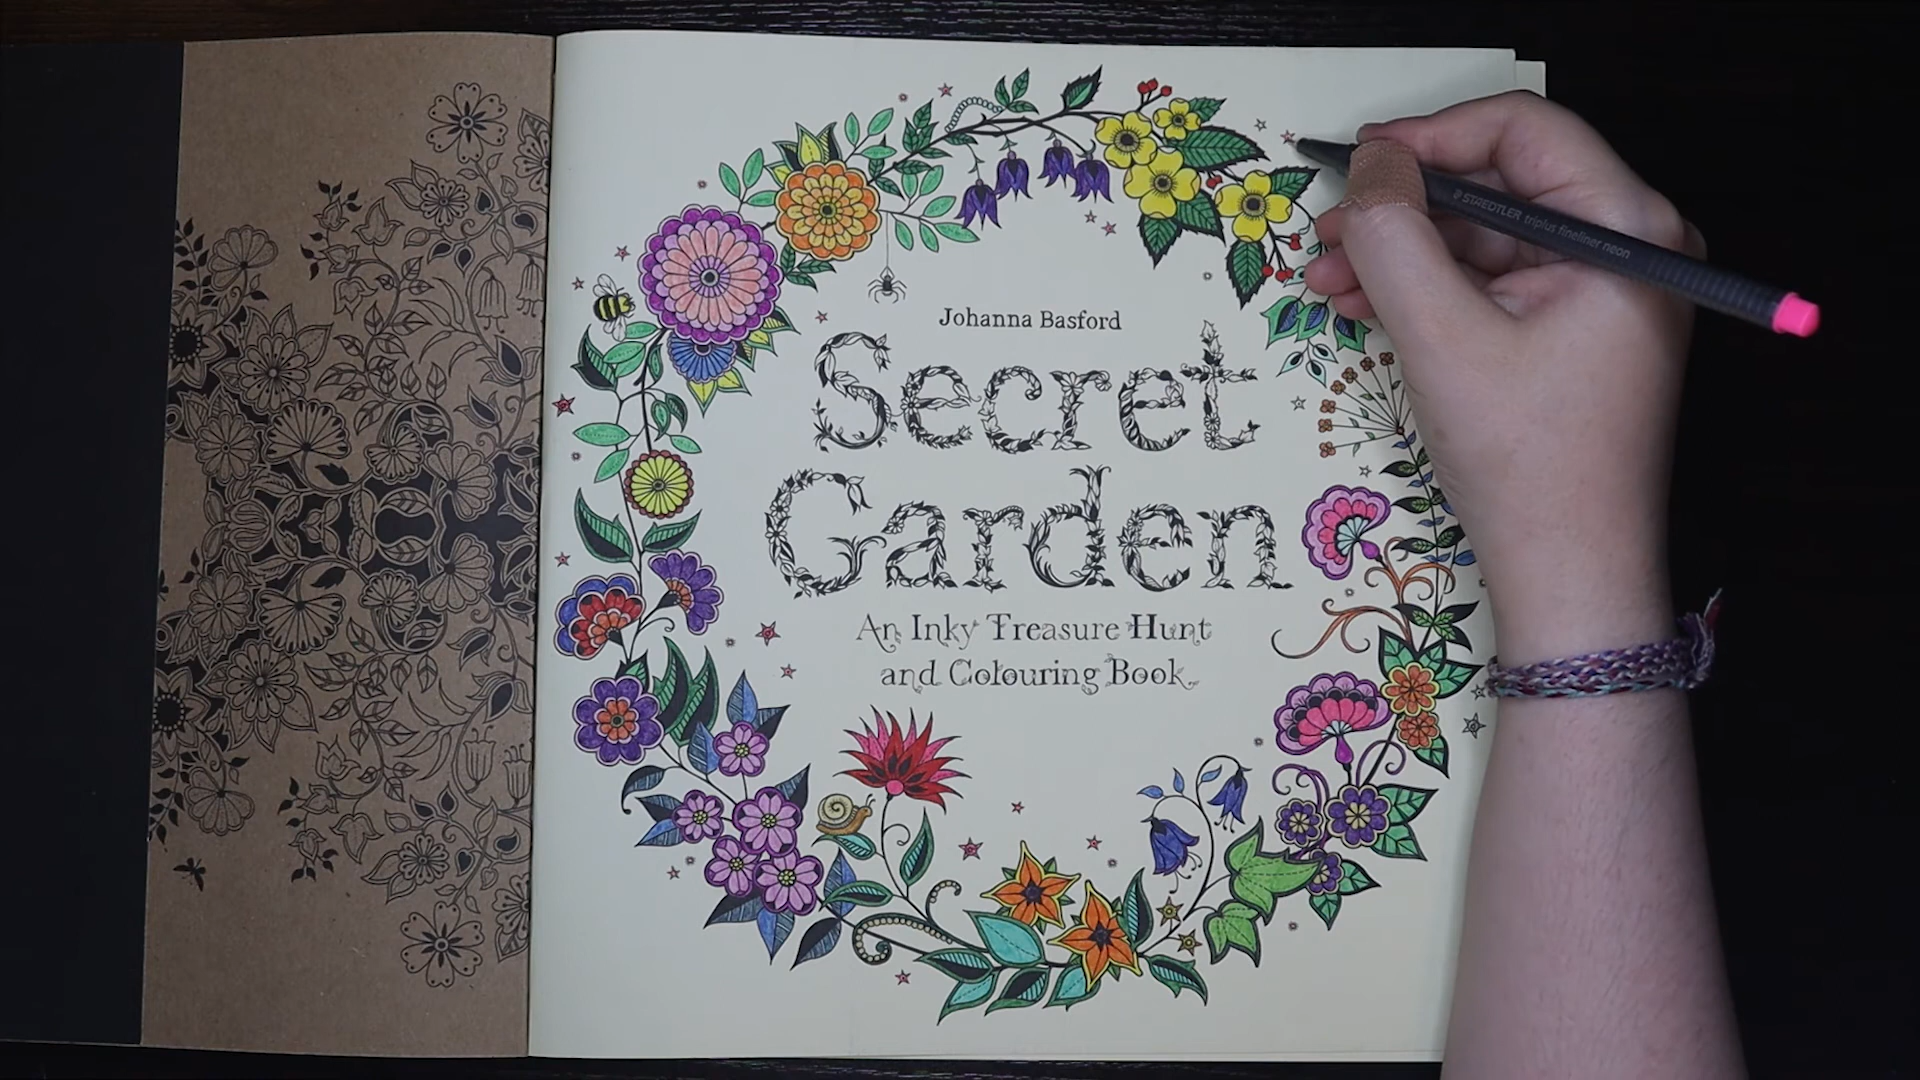 Johanna Basford
Secret
Garden
An Inky Treasure Hunt
and Colouring Book
STAEDTLER triplus fineliner neon